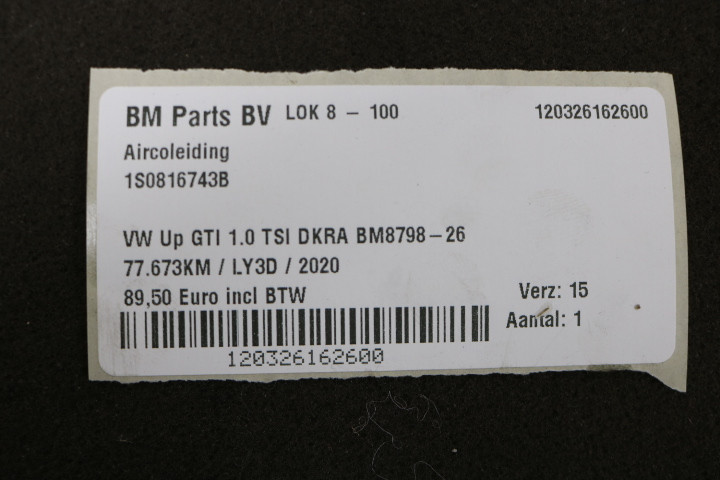 BM Parts BV LOK 8 – 100 120326162600
Aircoleiding
1S0816743B
VW Up GTI 1.0 TSI DKRA BM8798–26
77.673KM / LY3D / 2020
89,50 Euro incl BTW Verz: 15
Aantal: 1
120326162600